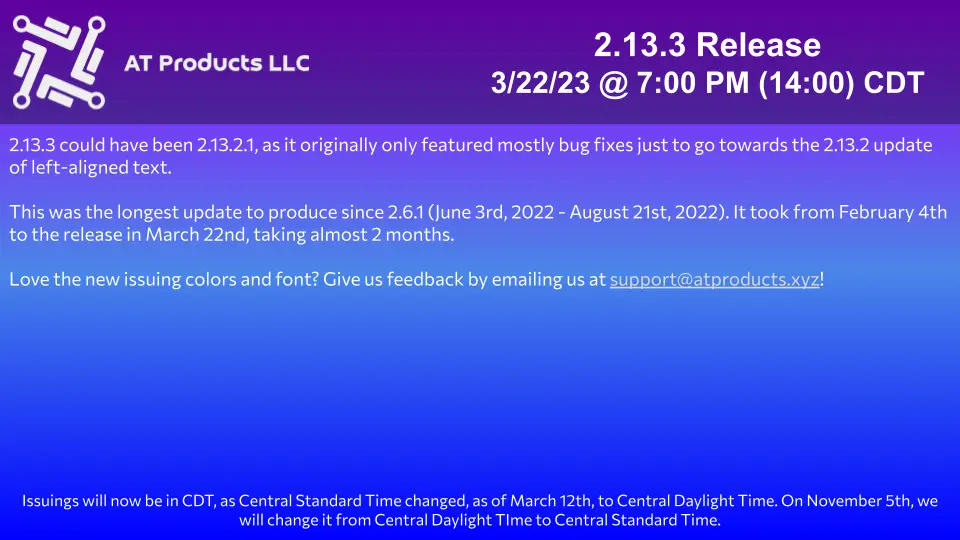 AT Products LLC
2.13.3 Release
3/22/23 @ 7:00 PM (14:00) CDT
2.13.3 could have been 2.13.2.1, as it originally only featured mostly bug fixes just to go towards the 2.13.2 update
of left-aligned text.
This was the longest update to produce since 2.6.1 (June 3rd, 2022 - August 21st, 2022). It took from February 4th
to the release in March 22nd, taking almost 2 months.
Love the new issuing colors and font? Give us feedback by emailing us at support@atproducts.xyz!
Issuings will now be in CDT, as Central Standard Time changed, as of March 12th, to Central Daylight Time. On November 5th, we
will change it from Central Daylight TIme to Central Standard Time.